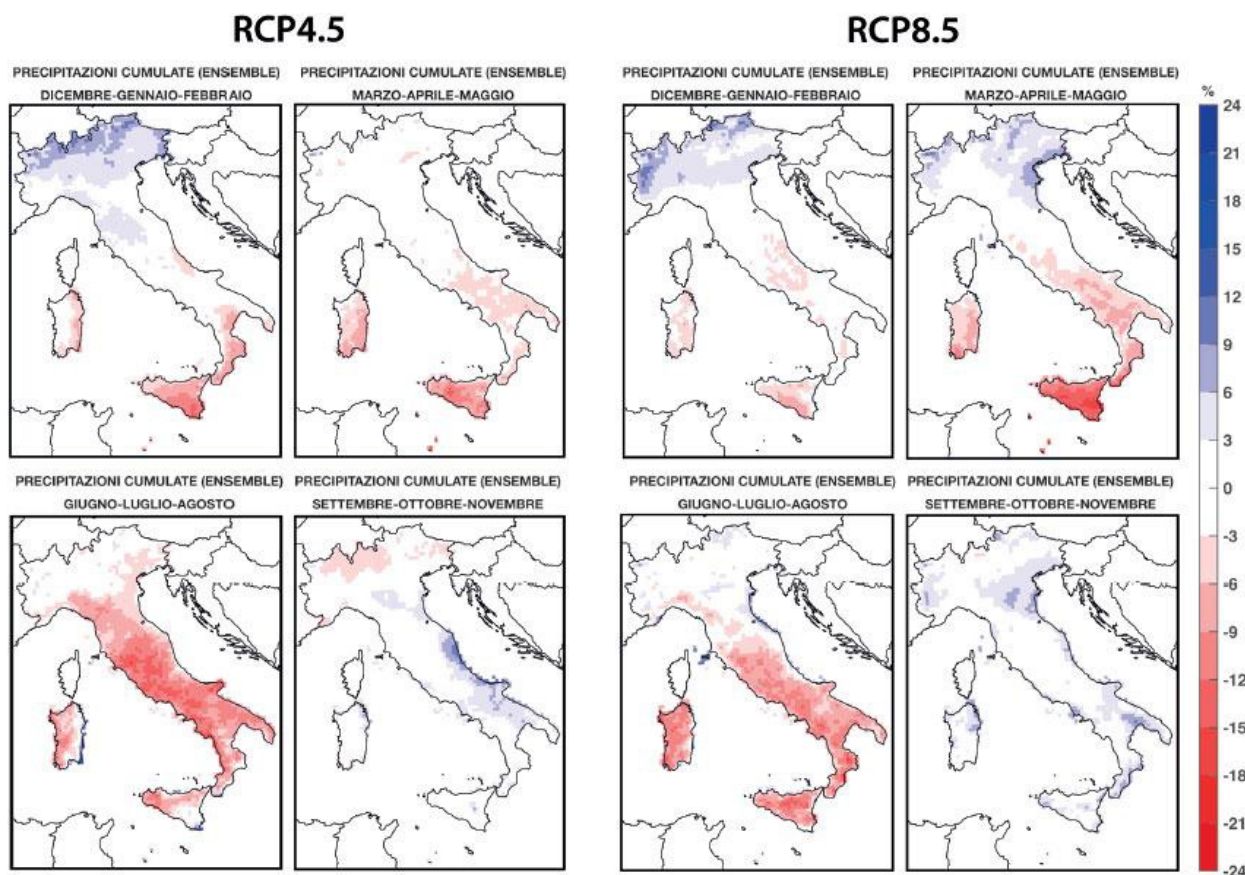 RCP4.5
RCP8.5
PRECIPITAZIONI CUMULATE (ENSEMBLE)
DICEMBRE-GENNAIO-FEBBRAIO
PRECIPITAZIONI CUMULATE (ENSEMBLE)
MARZO-APRILE-MAGGIO
PRECIPITAZIONI CUMULATE (ENSEMBLE)
DICEMBRE-GENNAIO-FEBBRAIO
PRECIPITAZIONI CUMULATE (ENSEMBLE)
MARZO-APRILE-MAGGIO
PRECIPITAZIONI CUMULATE (ENSEMBLE)
GIUGNO-LUGLIO-AGOSTO
PRECIPITAZIONI CUMULATE (ENSEMBLE)
SETTEMBRE-OTTOBRE-NOVEMBRE
PRECIPITAZIONI CUMULATE (ENSEMBLE)
GIUGNO-LUGLIO-AGOSTO
PRECIPITAZIONI CUMULATE (ENSEMBLE)
SETTEMBRE-OTTOBRE-NOVEMBRE
%
24
21
18
15
12
9
6
3
0
-3
-6
-9
-12
-15
-18
-21
-24